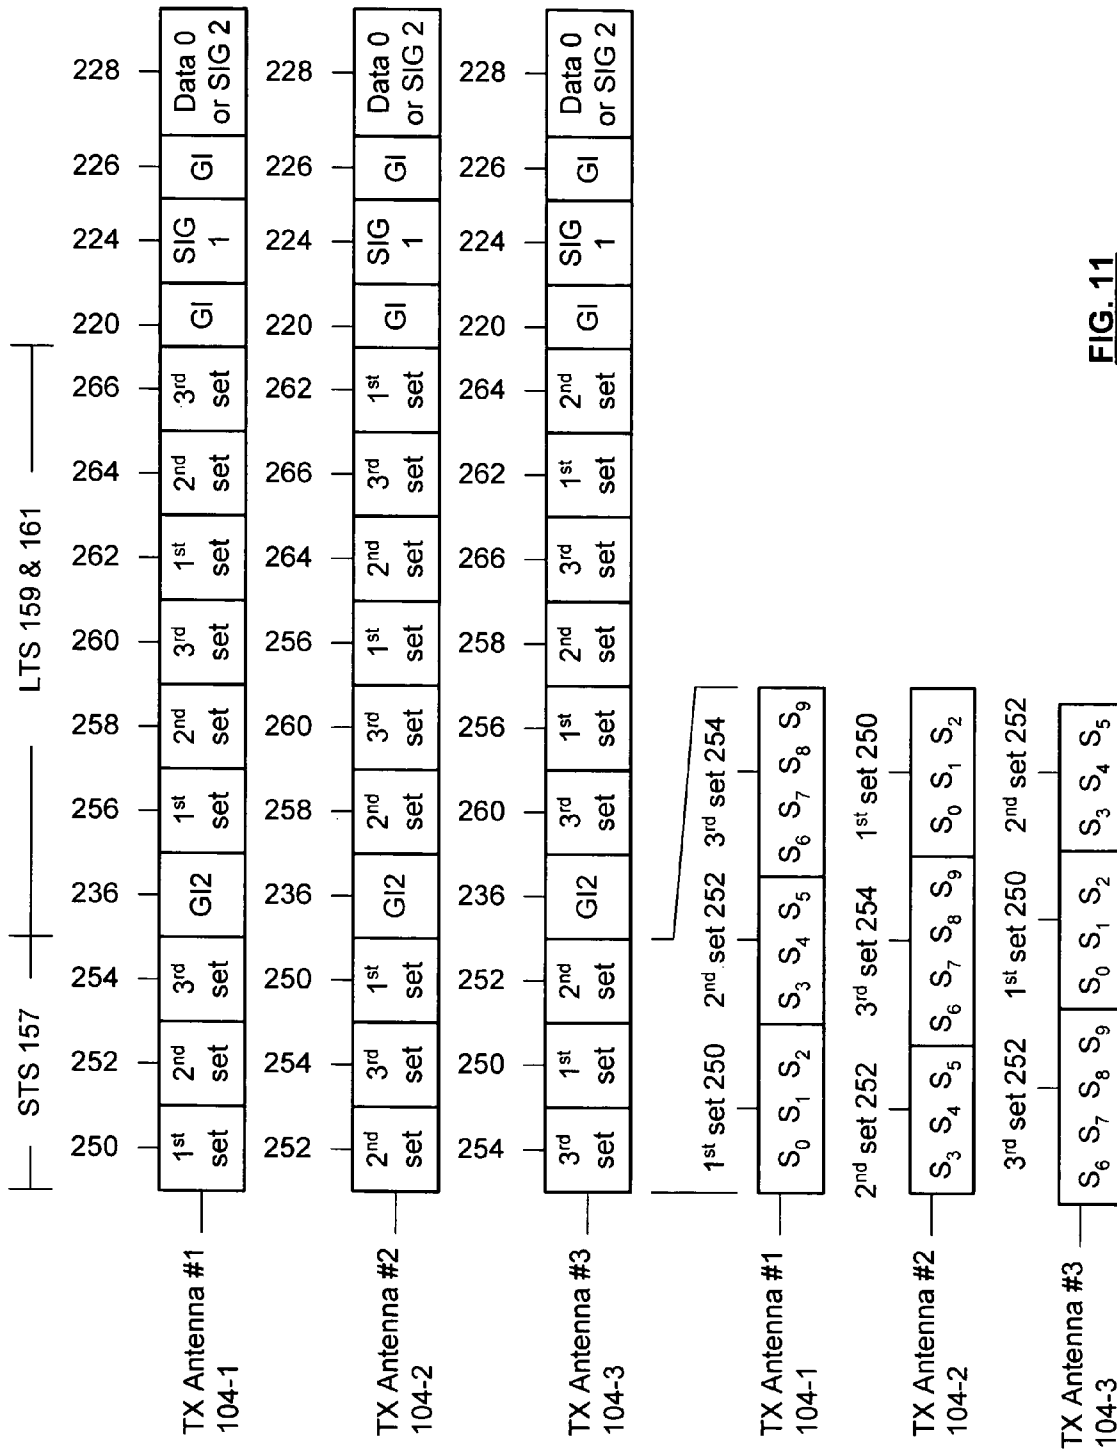 STS 157
LTS 159 & 161
250 252 254 236 256 258 260 262 264 266 220 224 226 228
TX Antenna #1
104-1
1st set
2nd set
3rd set
GI2
1st set
2nd set
3rd set
1st set
2nd set
3rd set
GI
SIG 1
GI
Data 0
or SIG 2
252 254 250 236 258 260 256 264 266 262 220 224 226 228
TX Antenna #2
104-2
2nd set
3rd set
1st set
GI2
2nd set
3rd set
1st set
2nd set
3rd set
1st set
GI
SIG 1
GI
Data 0
or SIG 2
254 250 252 236 260 256 258 266 262 264 220 224 226 228
TX Antenna #3
104-3
3rd set
1st set
2nd set
GI2
3rd set
1st set
2nd set
3rd set
1st set
2nd set
GI
SIG 1
GI
Data 0
or SIG 2
1st set 250 2nd set 252 3rd set 254
TX Antenna #1
104-1
S0 S1 S2 S3 S4 S5 S6 S7 S8 S9
2nd set 252 3rd set 254 1st set 250
TX Antenna #2
104-2
S3 S4 S5 S6 S7 S8 S9 S0 S1 S2
3rd set 252 1st set 250 2nd set 252
TX Antenna #3
104-3
S6 S7 S8 S9 S0 S1 S2 S3 S4 S5
FIG. 11